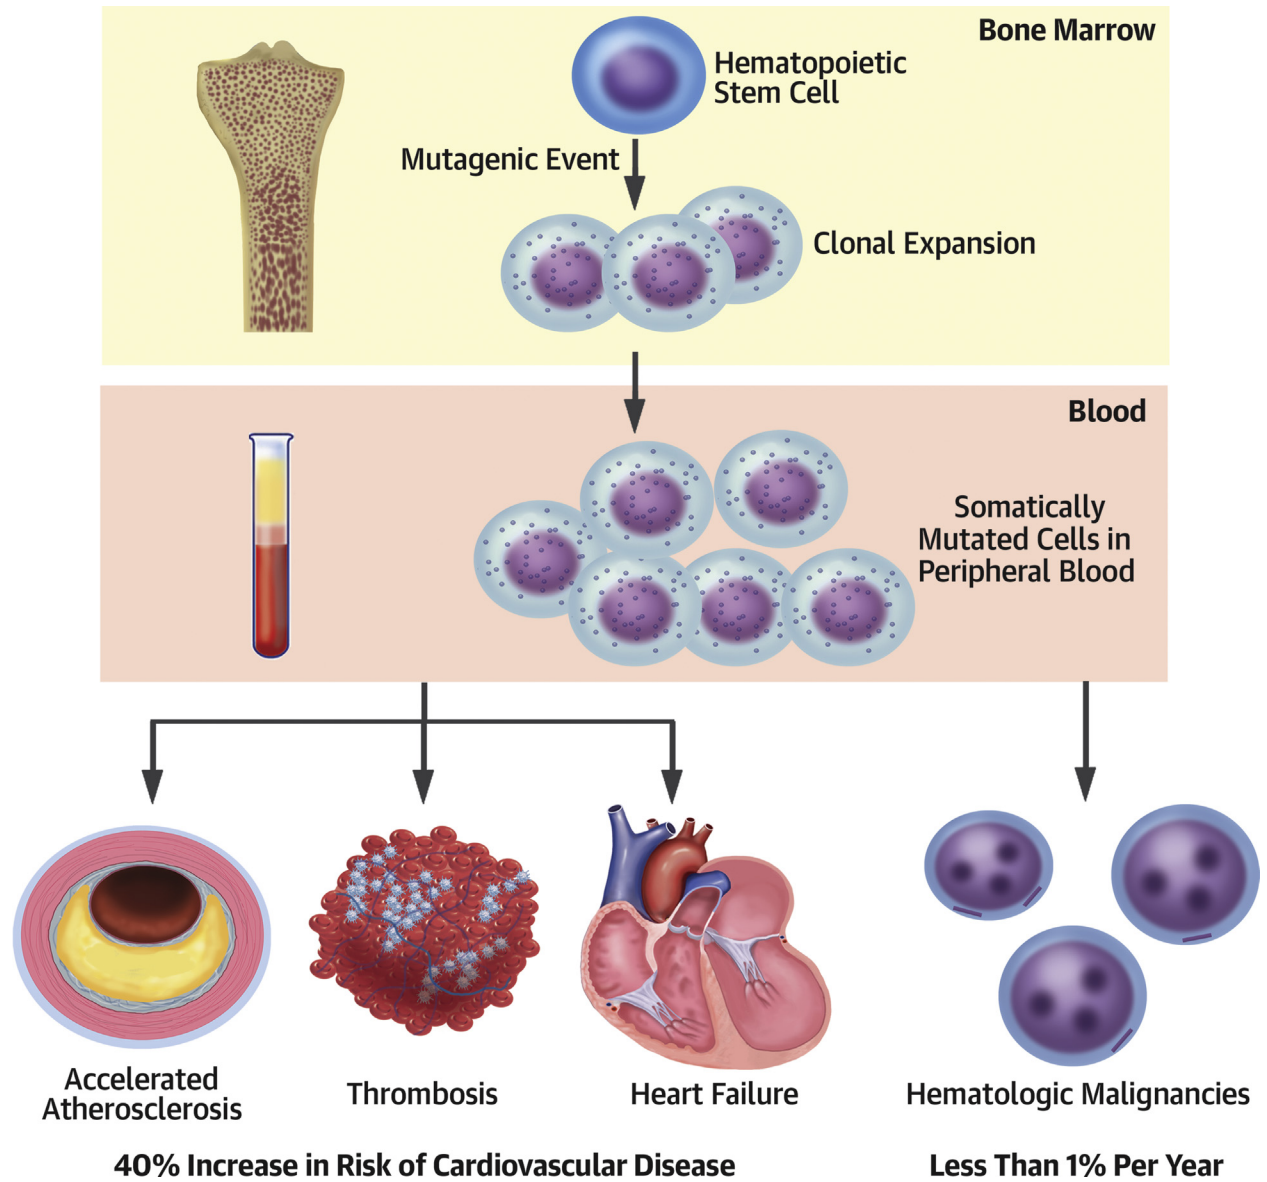 Bone Marrow
Hematopoietic
Stem Cell
Mutagenic Event
Clonal Expansion
Blood
Somatically
Mutated Cells in
Peripheral Blood
Accelerated
Atherosclerosis
Thrombosis
Heart Failure
Hematologic Malignancies
40% Increase in Risk of Cardiovascular Disease
Less Than 1% Per Year